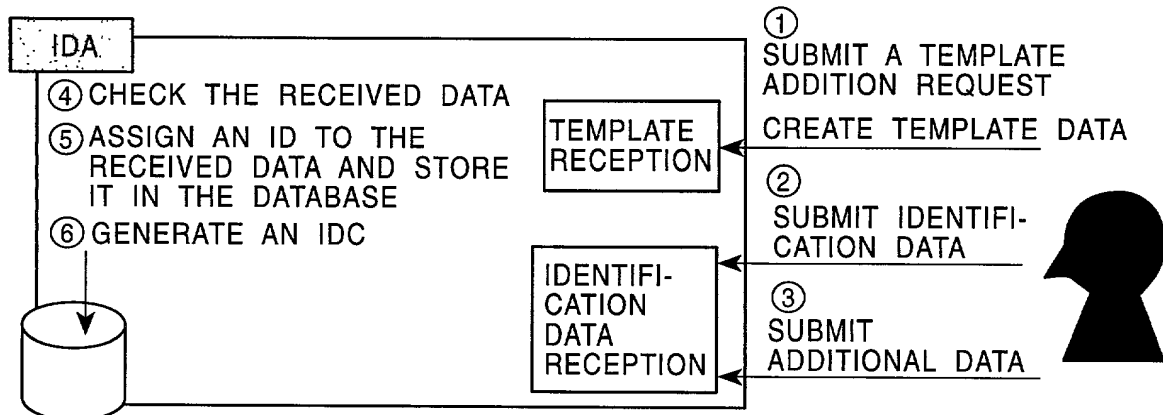 IDA
④ CHECK THE RECEIVED DATA
⑤ ASSIGN AN ID TO THE
RECEIVED DATA AND STORE
IT IN THE DATABASE
⑥ GENERATE AN IDC
TEMPLATE
RECEPTION
IDENTIFI-
CATION
DATA
RECEPTION
①
SUBMIT A TEMPLATE
ADDITION REQUEST
CREATE TEMPLATE DATA
②
SUBMIT IDENTIFI-
CATION DATA
③
SUBMIT
ADDITIONAL DATA